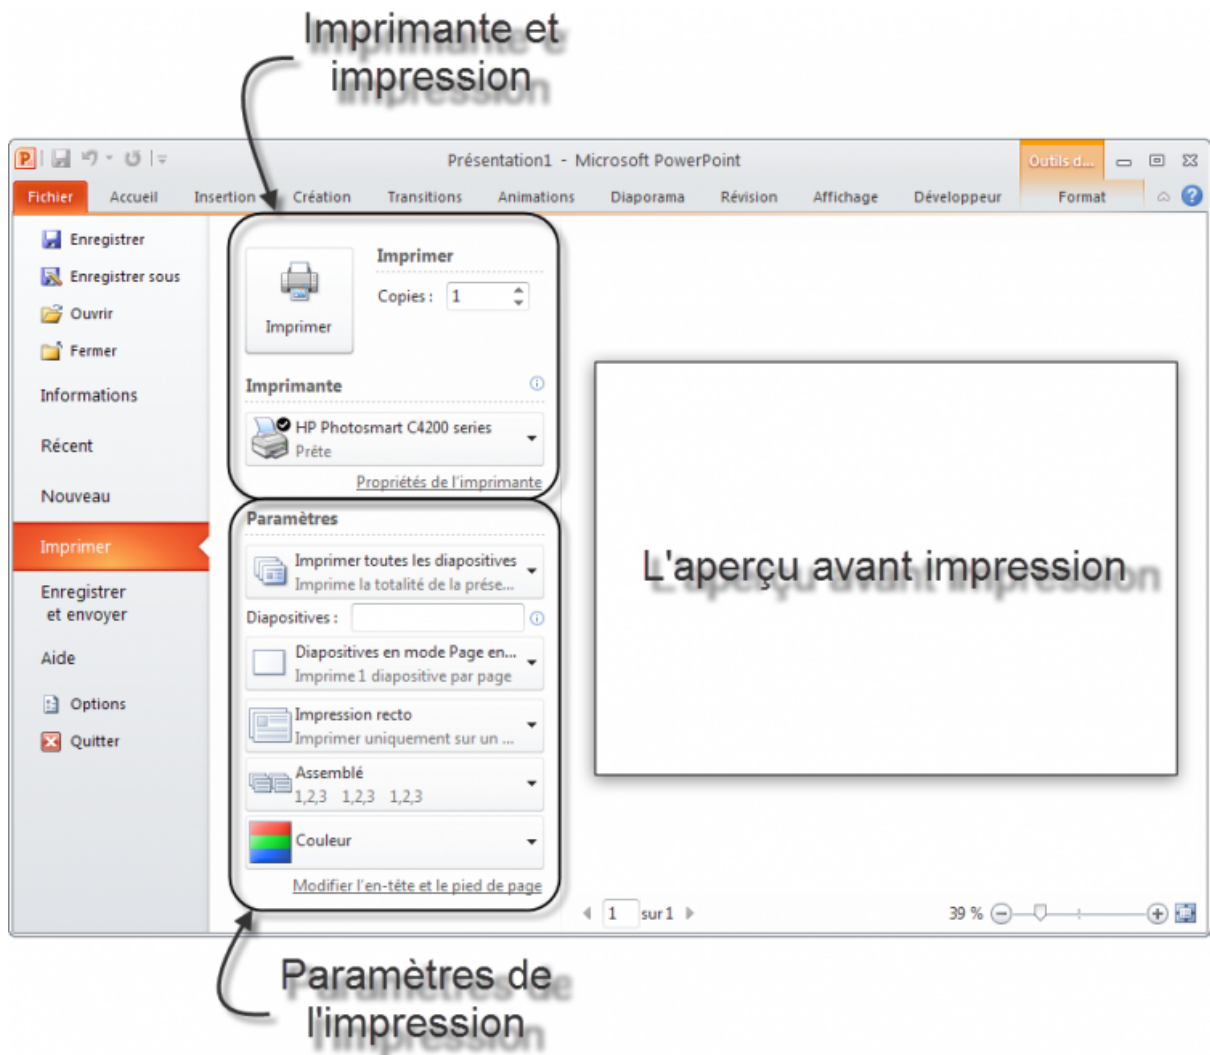 Imprimante et
impression
Présentation1 - Microsoft PowerPoint
Outils d...
Fichier Accueil Insertion Création Transitions Animations Diaporama Révision Affichage Développeur Format
Enregistrer
Enregistrer sous
Ouvrir
Fermer
Informations
Récent
Nouveau
Imprimer
Enregistrer
et envoyer
Aide
Options
Quitter
Imprimer
Imprimer
Copies : 1
Imprimante
HP Photosmart C4200 series
Prête
Propriétés de l'imprimante
Paramètres
Imprimer toutes les diapositives
Imprime la totalité de la prése...
Diapositives :
Diapositives en mode Page en...
Imprime 1 diapositive par page
Impression recto
Imprimer uniquement sur un ...
Assemblé
1,2,3 1,2,3 1,2,3
Couleur
Modifier l'en-tête et le pied de page
L'aperçu avant impression
1 sur 1
39 %
Paramètres de
l'impression